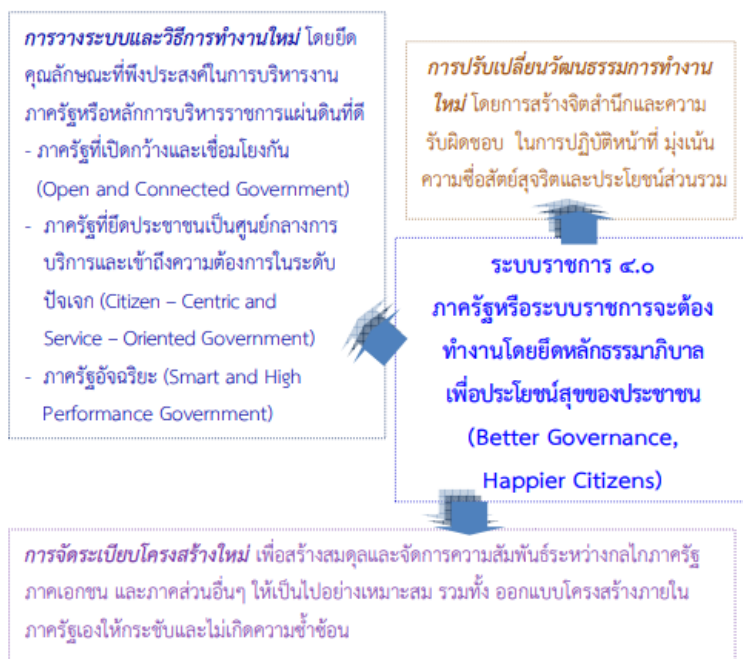 การวางระบบและวิธีการทำงานใหม่ โดยยึด
คุณลักษณะที่พึงประสงค์ในการบริหารงาน
ภาครัฐหรือหลักการบริหารราชการแผ่นดินที่ดี
- ภาครัฐที่เปิดกว้างและเชื่อมโยงกัน
(Open and Connected Government)
- ภาครัฐที่ยึดประชาชนเป็นศูนย์กลางการ
บริการและเข้าถึงความต้องการในระดับ
ปัจเจก (Citizen – Centric and
Service – Oriented Government)
- ภาครัฐอัจฉริยะ (Smart and High
Performance Government)
การปรับเปลี่ยนวัฒนธรรมการทำงาน
ใหม่ โดยการสร้างจิตสำนึกและความ
รับผิดชอบ ในการปฏิบัติหน้าที่ มุ่งเน้น
ความซื่อสัตย์สุจริตและประโยชน์ส่วนรวม
ระบบราชการ ๔.๐
ภาครัฐหรือระบบราชการจะต้อง
ทำงานโดยยึดหลักธรรมาภิบาล
เพื่อประโยชน์สุขของประชาชน
(Better Governance,
Happier Citizens)
การจัดระเบียบโครงสร้างใหม่ เพื่อสร้างสมดุลและจัดการความสัมพันธ์ระหว่างกลไกภาครัฐ
ภาคเอกชน และภาคส่วนอื่นๆ ให้เป็นไปอย่างเหมาะสม รวมทั้ง ออกแบบโครงสร้างภายใน
ภาครัฐเองให้กระชับและไม่เกิดความซ้ำซ้อน